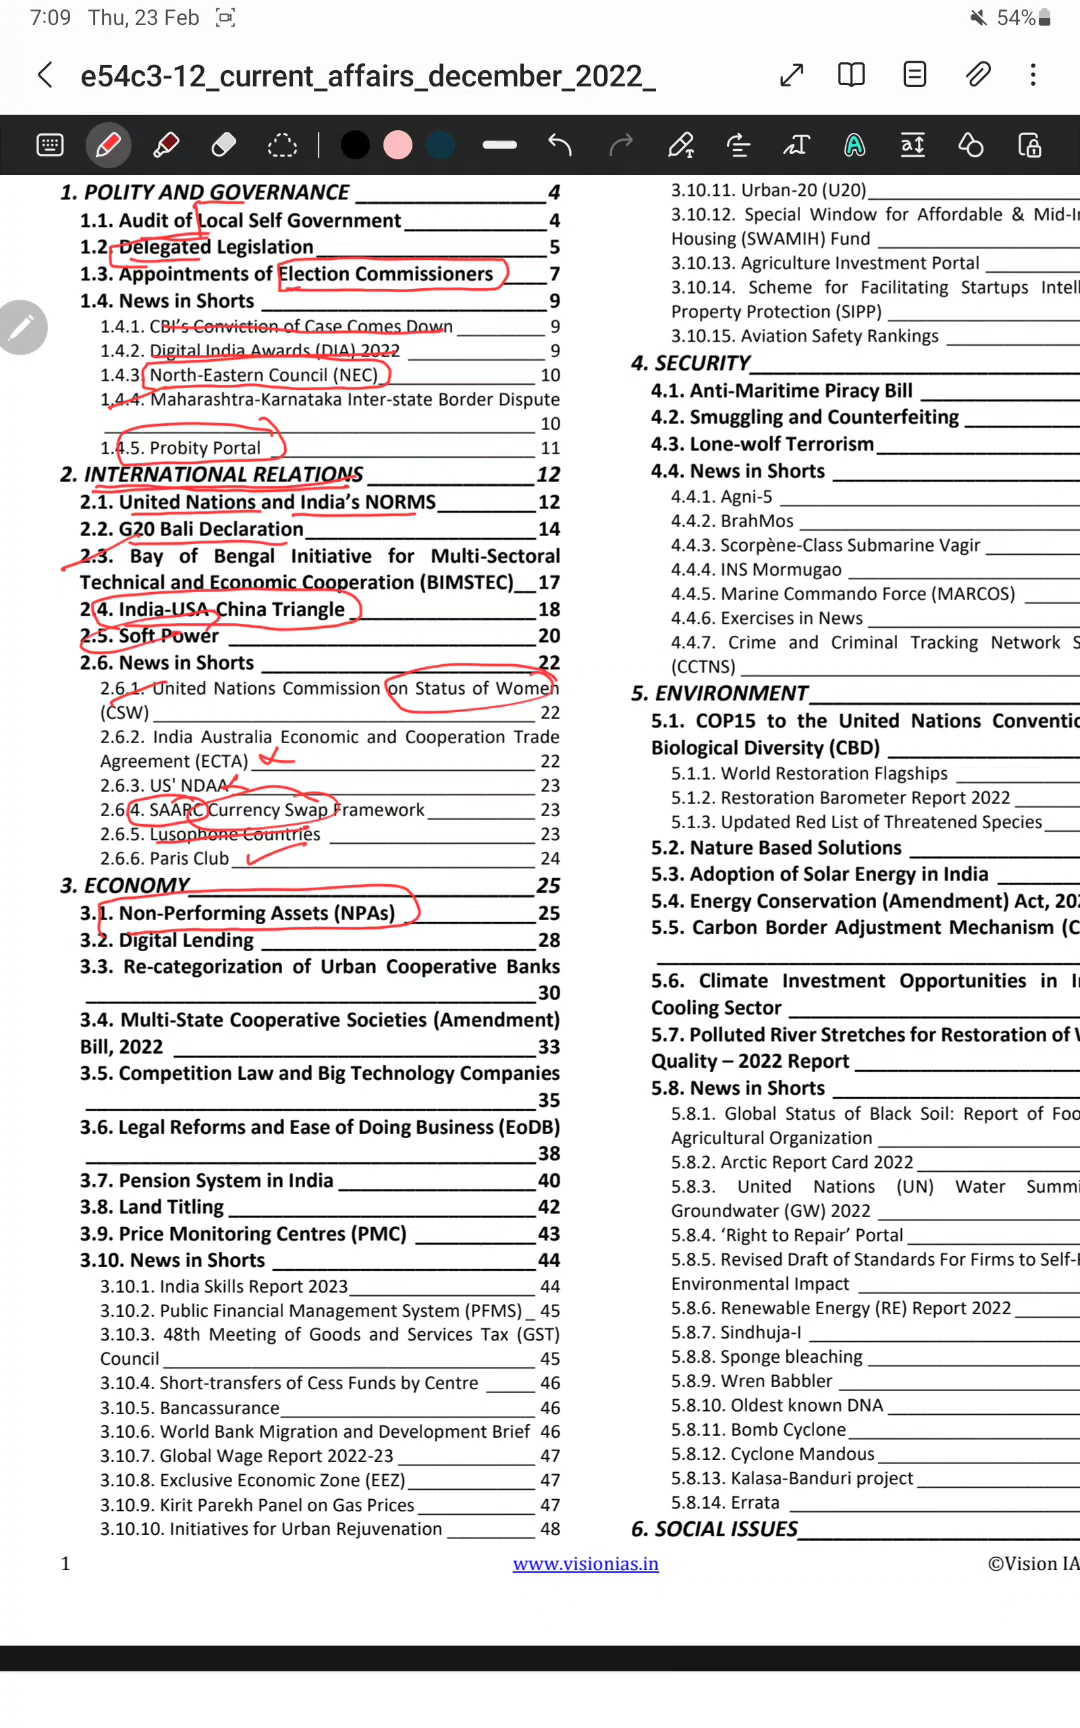 7:09 Thu, 23 Feb
54%
e54c3-12_current_affairs_december_2022_
1. POLITY AND GOVERNANCE 4
1.1. Audit of Local Self Government 4
1.2. Delegated Legislation 5
1.3. Appointments of Election Commissioners 7
1.4. News in Shorts 9
1.4.1. CBI's Conviction of Case Comes Down 9
1.4.2. Digital India Awards (DIA) 2022 9
1.4.3. North-Eastern Council (NEC) 10
1.4.4. Maharashtra-Karnataka Inter-state Border Dispute
10
1.4.5. Probity Portal 11
2. INTERNATIONAL RELATIONS 12
2.1. United Nations and India's NORMS 12
2.2. G20 Bali Declaration 14
2.3. Bay of Bengal Initiative for Multi-Sectoral
Technical and Economic Cooperation (BIMSTEC) 17
2.4. India-USA China Triangle 18
2.5. Soft Power 20
2.6. News in Shorts 22
2.6.1. United Nations Commission on Status of Women
(CSW) 22
2.6.2. India Australia Economic and Cooperation Trade
Agreement (ECTA) 22
2.6.3. US' NDAA 23
2.6.4. SAARC Currency Swap Framework 23
2.6.5. Lusophone Countries 23
2.6.6. Paris Club 24
3. ECONOMY 25
3.1. Non-Performing Assets (NPAs) 25
3.2. Digital Lending 28
3.3. Re-categorization of Urban Cooperative Banks
30
3.4. Multi-State Cooperative Societies (Amendment)
Bill, 2022 33
3.5. Competition Law and Big Technology Companies
35
3.6. Legal Reforms and Ease of Doing Business (EoDB)
38
3.7. Pension System in India 40
3.8. Land Titling 42
3.9. Price Monitoring Centres (PMC) 43
3.10. News in Shorts 44
3.10.1. India Skills Report 2023 44
3.10.2. Public Financial Management System (PFMS) 45
3.10.3. 48th Meeting of Goods and Services Tax (GST)
Council 45
3.10.4. Short-transfers of Cess Funds by Centre 46
3.10.5. Bancassurance 46
3.10.6. World Bank Migration and Development Brief 46
3.10.7. Global Wage Report 2022-23 47
3.10.8. Exclusive Economic Zone (EEZ) 47
3.10.9. Kirit Parekh Panel on Gas Prices 47
3.10.10. Initiatives for Urban Rejuvenation 48
3.10.11. Urban-20 (U20)
3.10.12. Special Window for Affordable & Mid-In
Housing (SWAMIH) Fund
3.10.13. Agriculture Investment Portal
3.10.14. Scheme for Facilitating Startups Intell
Property Protection (SIPP)
3.10.15. Aviation Safety Rankings
4. SECURITY
4.1. Anti-Maritime Piracy Bill
4.2. Smuggling and Counterfeiting
4.3. Lone-wolf Terrorism
4.4. News in Shorts
4.4.1. Agni-5
4.4.2. BrahMos
4.4.3. Scorpène-Class Submarine Vagir
4.4.4. INS Mormugao
4.4.5. Marine Commando Force (MARCOS)
4.4.6. Exercises in News
4.4.7. Crime and Criminal Tracking Network S
(CCTNS)
5. ENVIRONMENT
5.1. COP15 to the United Nations Conventio
Biological Diversity (CBD)
5.1.1. World Restoration Flagships
5.1.2. Restoration Barometer Report 2022
5.1.3. Updated Red List of Threatened Species
5.2. Nature Based Solutions
5.3. Adoption of Solar Energy in India
5.4. Energy Conservation (Amendment) Act, 202
5.5. Carbon Border Adjustment Mechanism (C
5.6. Climate Investment Opportunities in In
Cooling Sector
5.7. Polluted River Stretches for Restoration of W
Quality – 2022 Report
5.8. News in Shorts
5.8.1. Global Status of Black Soil: Report of Foo
Agricultural Organization
5.8.2. Arctic Report Card 2022
5.8.3. United Nations (UN) Water Summi
Groundwater (GW) 2022
5.8.4. ‘Right to Repair’ Portal
5.8.5. Revised Draft of Standards For Firms to Self-R
Environmental Impact
5.8.6. Renewable Energy (RE) Report 2022
5.8.7. Sindhuja-I
5.8.8. Sponge bleaching
5.8.9. Wren Babbler
5.8.10. Oldest known DNA
5.8.11. Bomb Cyclone
5.8.12. Cyclone Mandous
5.8.13. Kalasa-Banduri project
5.8.14. Errata
6. SOCIAL ISSUES
1 www.visionias.in ©Vision IA